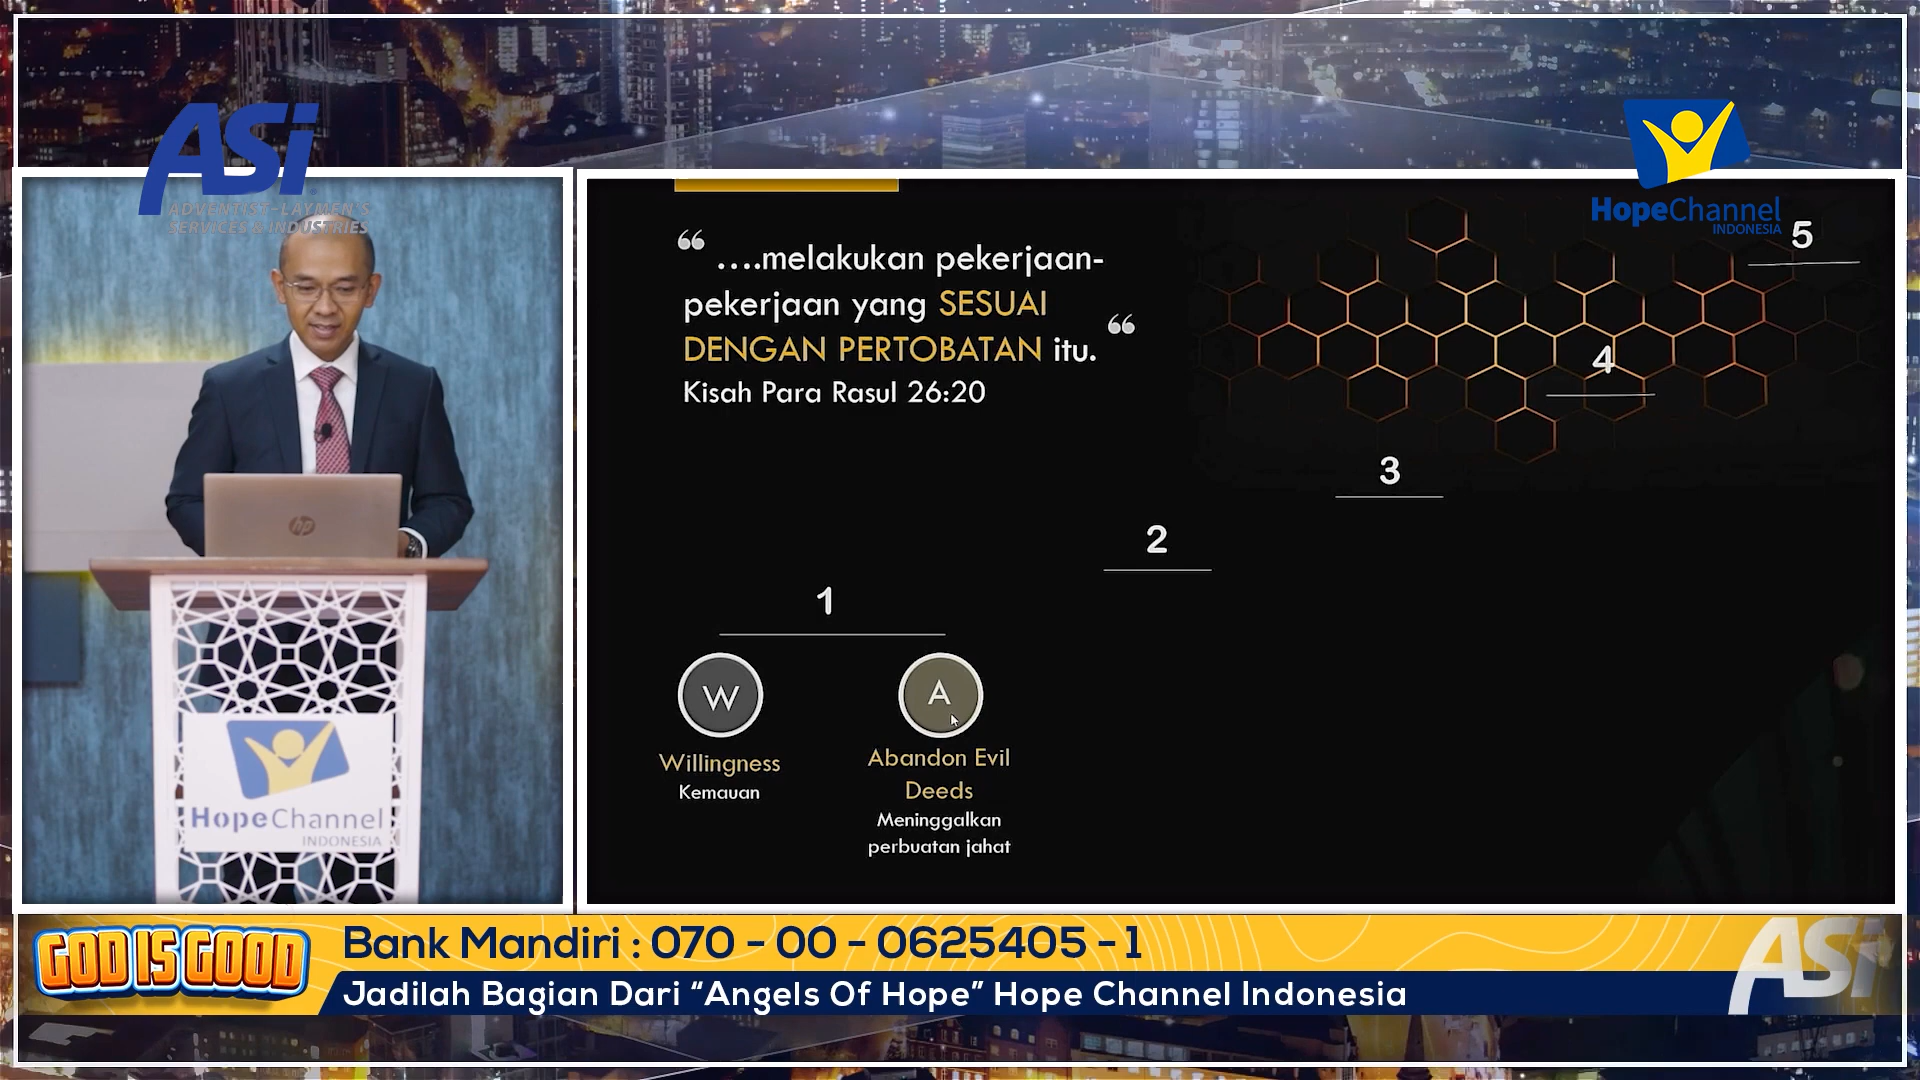 ASi
ADVENTIST-LAYMEN'S
SERVICES & INDUSTRIES
HopeChannel
INDONESIA
“ ....melakukan pekerjaan-
pekerjaan yang SESUAI
DENGAN PERTOBATAN itu. “
Kisah Para Rasul 26:20
5
4
3
2
1
W
A
Willingness
Kemauan
Abandon Evil
Deeds
Meninggalkan
perbuatan jahat
hp
HopeChannel
INDONESIA
GOD IS GOOD
Bank Mandiri : 070 - 00 - 0625405 - 1
Jadilah Bagian Dari “Angels Of Hope” Hope Channel Indonesia
ASi